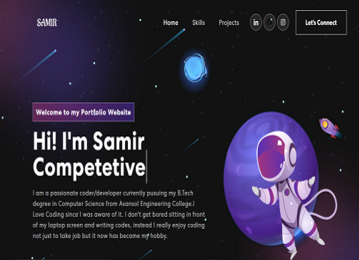 SAMIR
Home Skills Projects
in
Let's Connect
Welcome to my Portfolio Website
Hi! I'm Samir
Competetive
I am a passionate coder/developer currently pusuing my B.Tech
degree in Computer Science from Asansol Engineering College.I
Love Coding since I was aware of it. I don't get bored sitting in front
of my laptop screen and writing codes, instead I really enjoy coding
not just to take job but it now has became my hobby.